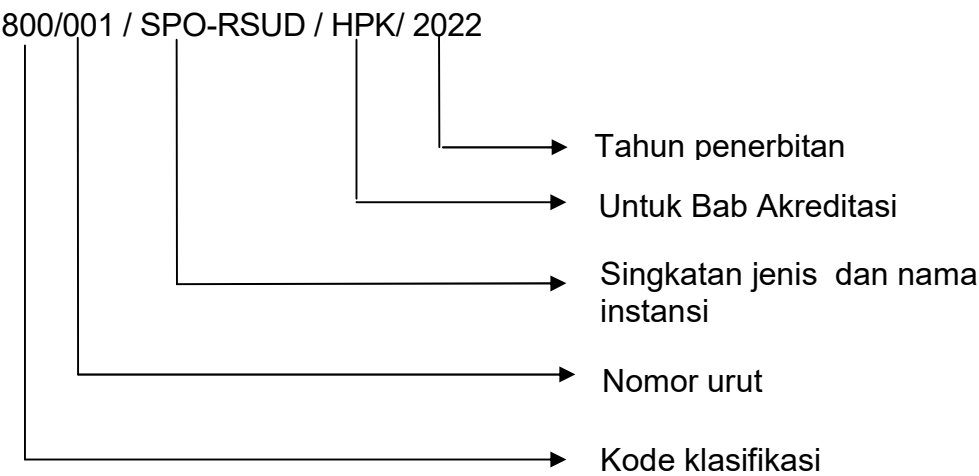 800/001 / SPO-RSUD / HPK/ 2022
Tahun penerbitan
Untuk Bab Akreditasi
Singkatan jenis dan nama
instansi
Nomor urut
Kode klasifikasi